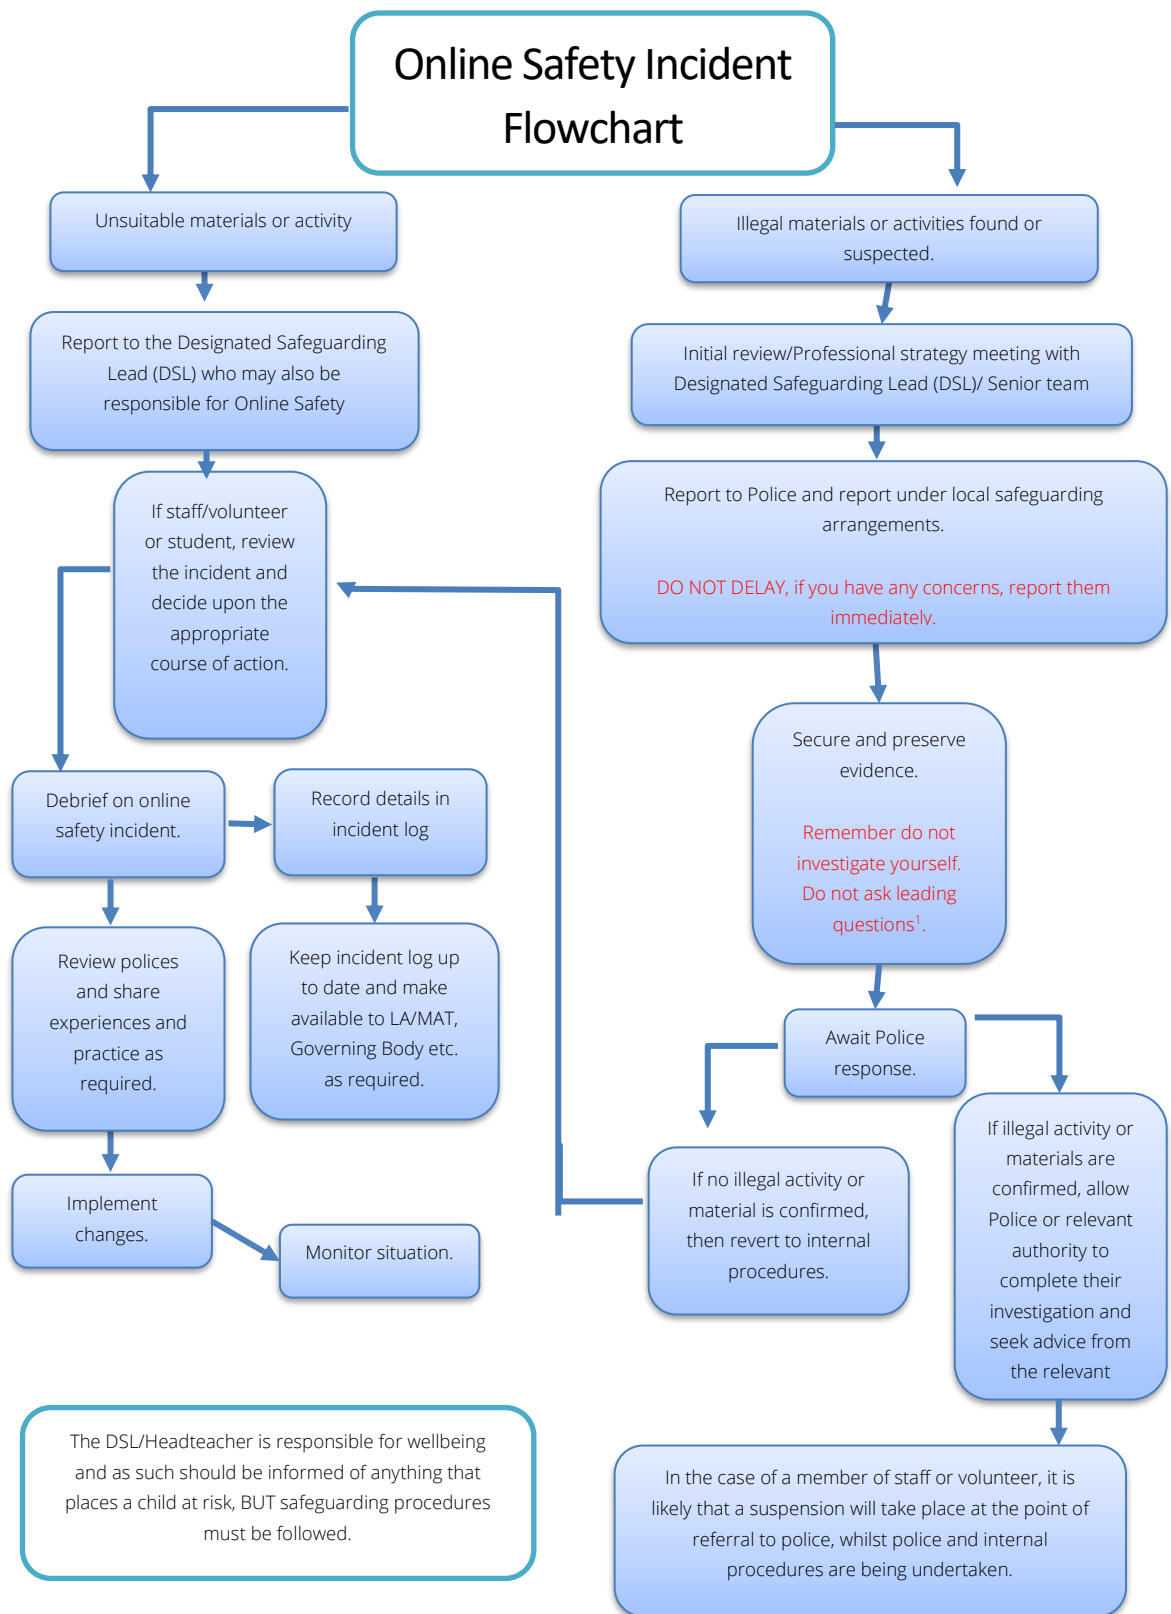 Online Safety Incident
Flowchart
Unsuitable materials or activity
Report to the Designated Safeguarding
Lead (DSL) who may also be
responsible for Online Safety
If staff/volunteer
or student, review
the incident and
decide upon the
appropriate
course of action.
Debrief on online
safety incident.
Record details in
incident log
Review polices
and share
experiences and
practice as
required.
Keep incident log up
to date and make
available to LA/MAT,
Governing Body etc.
as required.
Implement
changes.
Monitor situation.
Illegal materials or activities found or
suspected.
Initial review/Professional strategy meeting with
Designated Safeguarding Lead (DSL)/ Senior team
Report to Police and report under local safeguarding
arrangements.
DO NOT DELAY, if you have any concerns, report them
immediately.
Secure and preserve
evidence.
Remember do not
investigate yourself.
Do not ask leading
questions¹.
Await Police
response.
If no illegal activity or
material is confirmed,
then revert to internal
procedures.
If illegal activity or
materials are
confirmed, allow
Police or relevant
authority to
complete their
investigation and
seek advice from
the relevant
In the case of a member of staff or volunteer, it is
likely that a suspension will take place at the point of
referral to police, whilst police and internal
procedures are being undertaken.
The DSL/Headteacher is responsible for wellbeing
and as such should be informed of anything that
places a child at risk, BUT safeguarding procedures
must be followed.